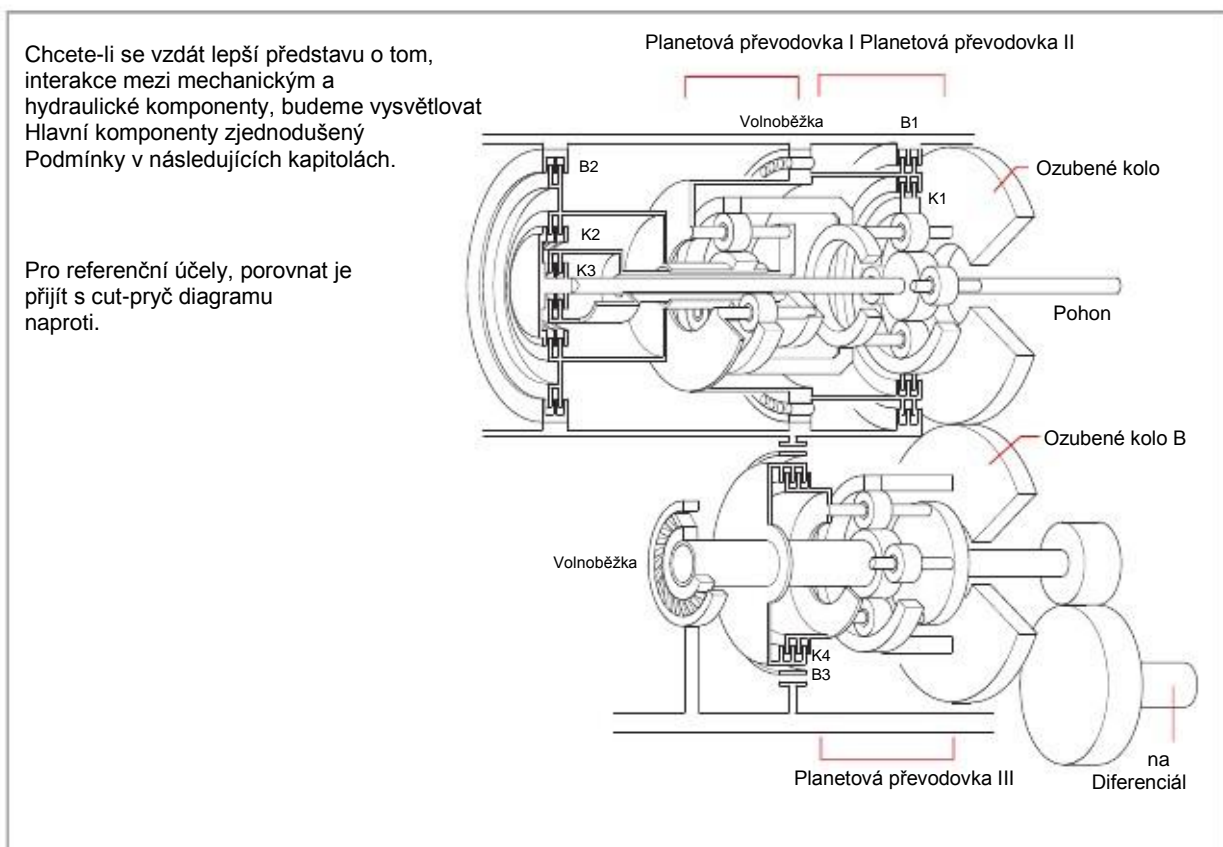 Chcete-li se vzdát lepší představu o tom,
interakce mezi mechanickým a
hydraulické komponenty, budeme vysvětlovat
Hlavní komponenty zjednodušený
Podmínky v následujících kapitolách.
Pro referenční účely, porovnat je
přijít s cut-pryč diagramu
naproti.
Planetová převodovka I Planetová převodovka II
Volnoběžka
B1
B2
Ozubené kolo
K1
K2
K3
Pohon
Ozubené kolo B
Volnoběžka
K4
B3
Planetová převodovka III
na
Diferenciál